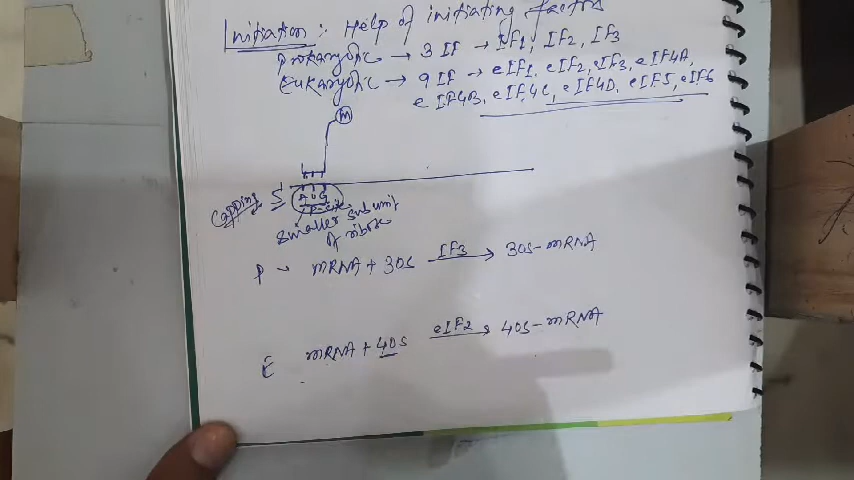 Initiation :- Help of initiating factors
Prokaryotic → 3 IF → IF1, IF2, IF3
Eukaryotic → 9 IF → eIF1, eIF2, eIF3, eIF4A,
eIF4B, eIF4C, eIF4D, eIF5, eIF6
M
Capping 5'
AUG
P-site
smaller subunit
of
P mRNA + 30S IF3 → 30S-mRNA
E mRNA + 40S eIF2 → 40S-mRNA